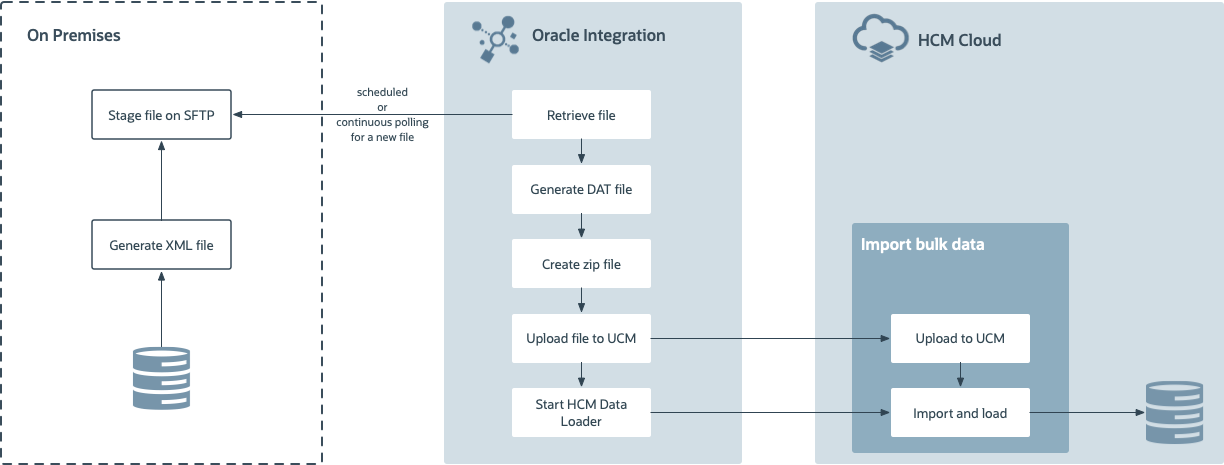 On Premises
Stage file on SFTP
Generate XML file
scheduled
or
continuous polling
for a new file
Oracle Integration
Retrieve file
Generate DAT file
Create zip file
Upload file to UCM
Start HCM Data
Loader
HCM Cloud
Import bulk data
Upload to UCM
Import and load